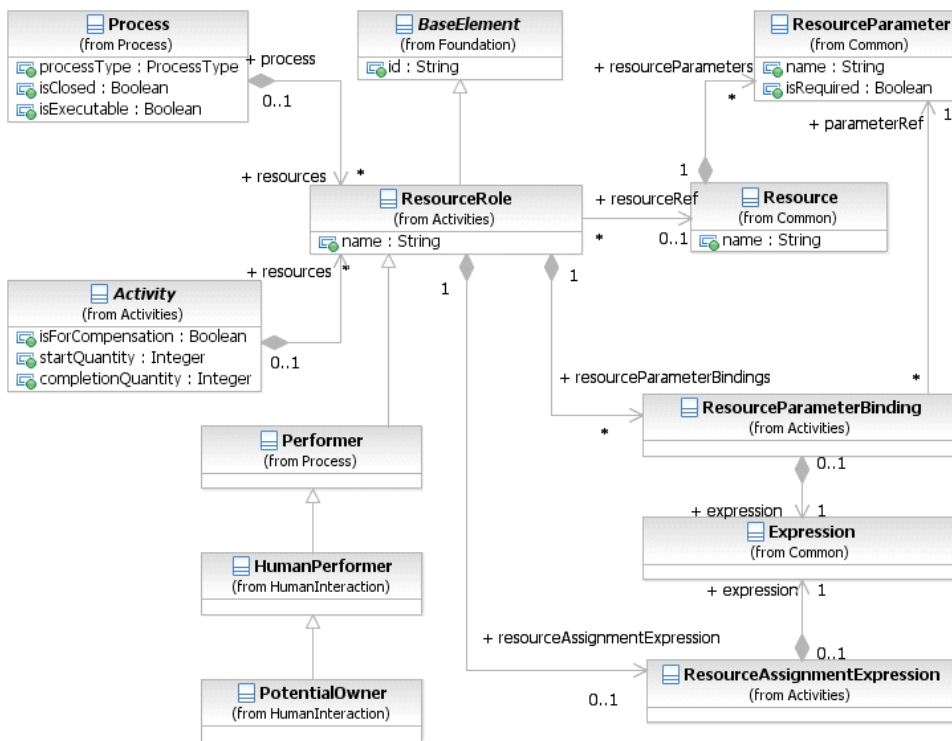 Process
(from Process)
processType : ProcessType
isClosed : Boolean
isExecutable : Boolean
+ process
0..1
BaseElement
(from Foundation)
id : String
ResourceParameter
(from Common)
name : String
isRequired : Boolean
+ resourceParameters
*
+ parameterRef
1
+ resources
*
1
ResourceRole
(from Activities)
name : String
+ resourceRef
*
0..1
Resource
(from Common)
name : String
+ resources
*
1
1
Activity
(from Activities)
isForCompensation : Boolean
startQuantity : Integer
completionQuantity : Integer
0..1
+ resourceParameterBindings
*
*
ResourceParameterBinding
(from Activities)
0..1
Performer
(from Process)
+ expression
1
Expression
(from Common)
HumanPerformer
(from HumanInteraction)
+ expression
1
+ resourceAssignmentExpression
0..1
0..1
ResourceAssignmentExpression
(from Activities)
PotentialOwner
(from HumanInteraction)